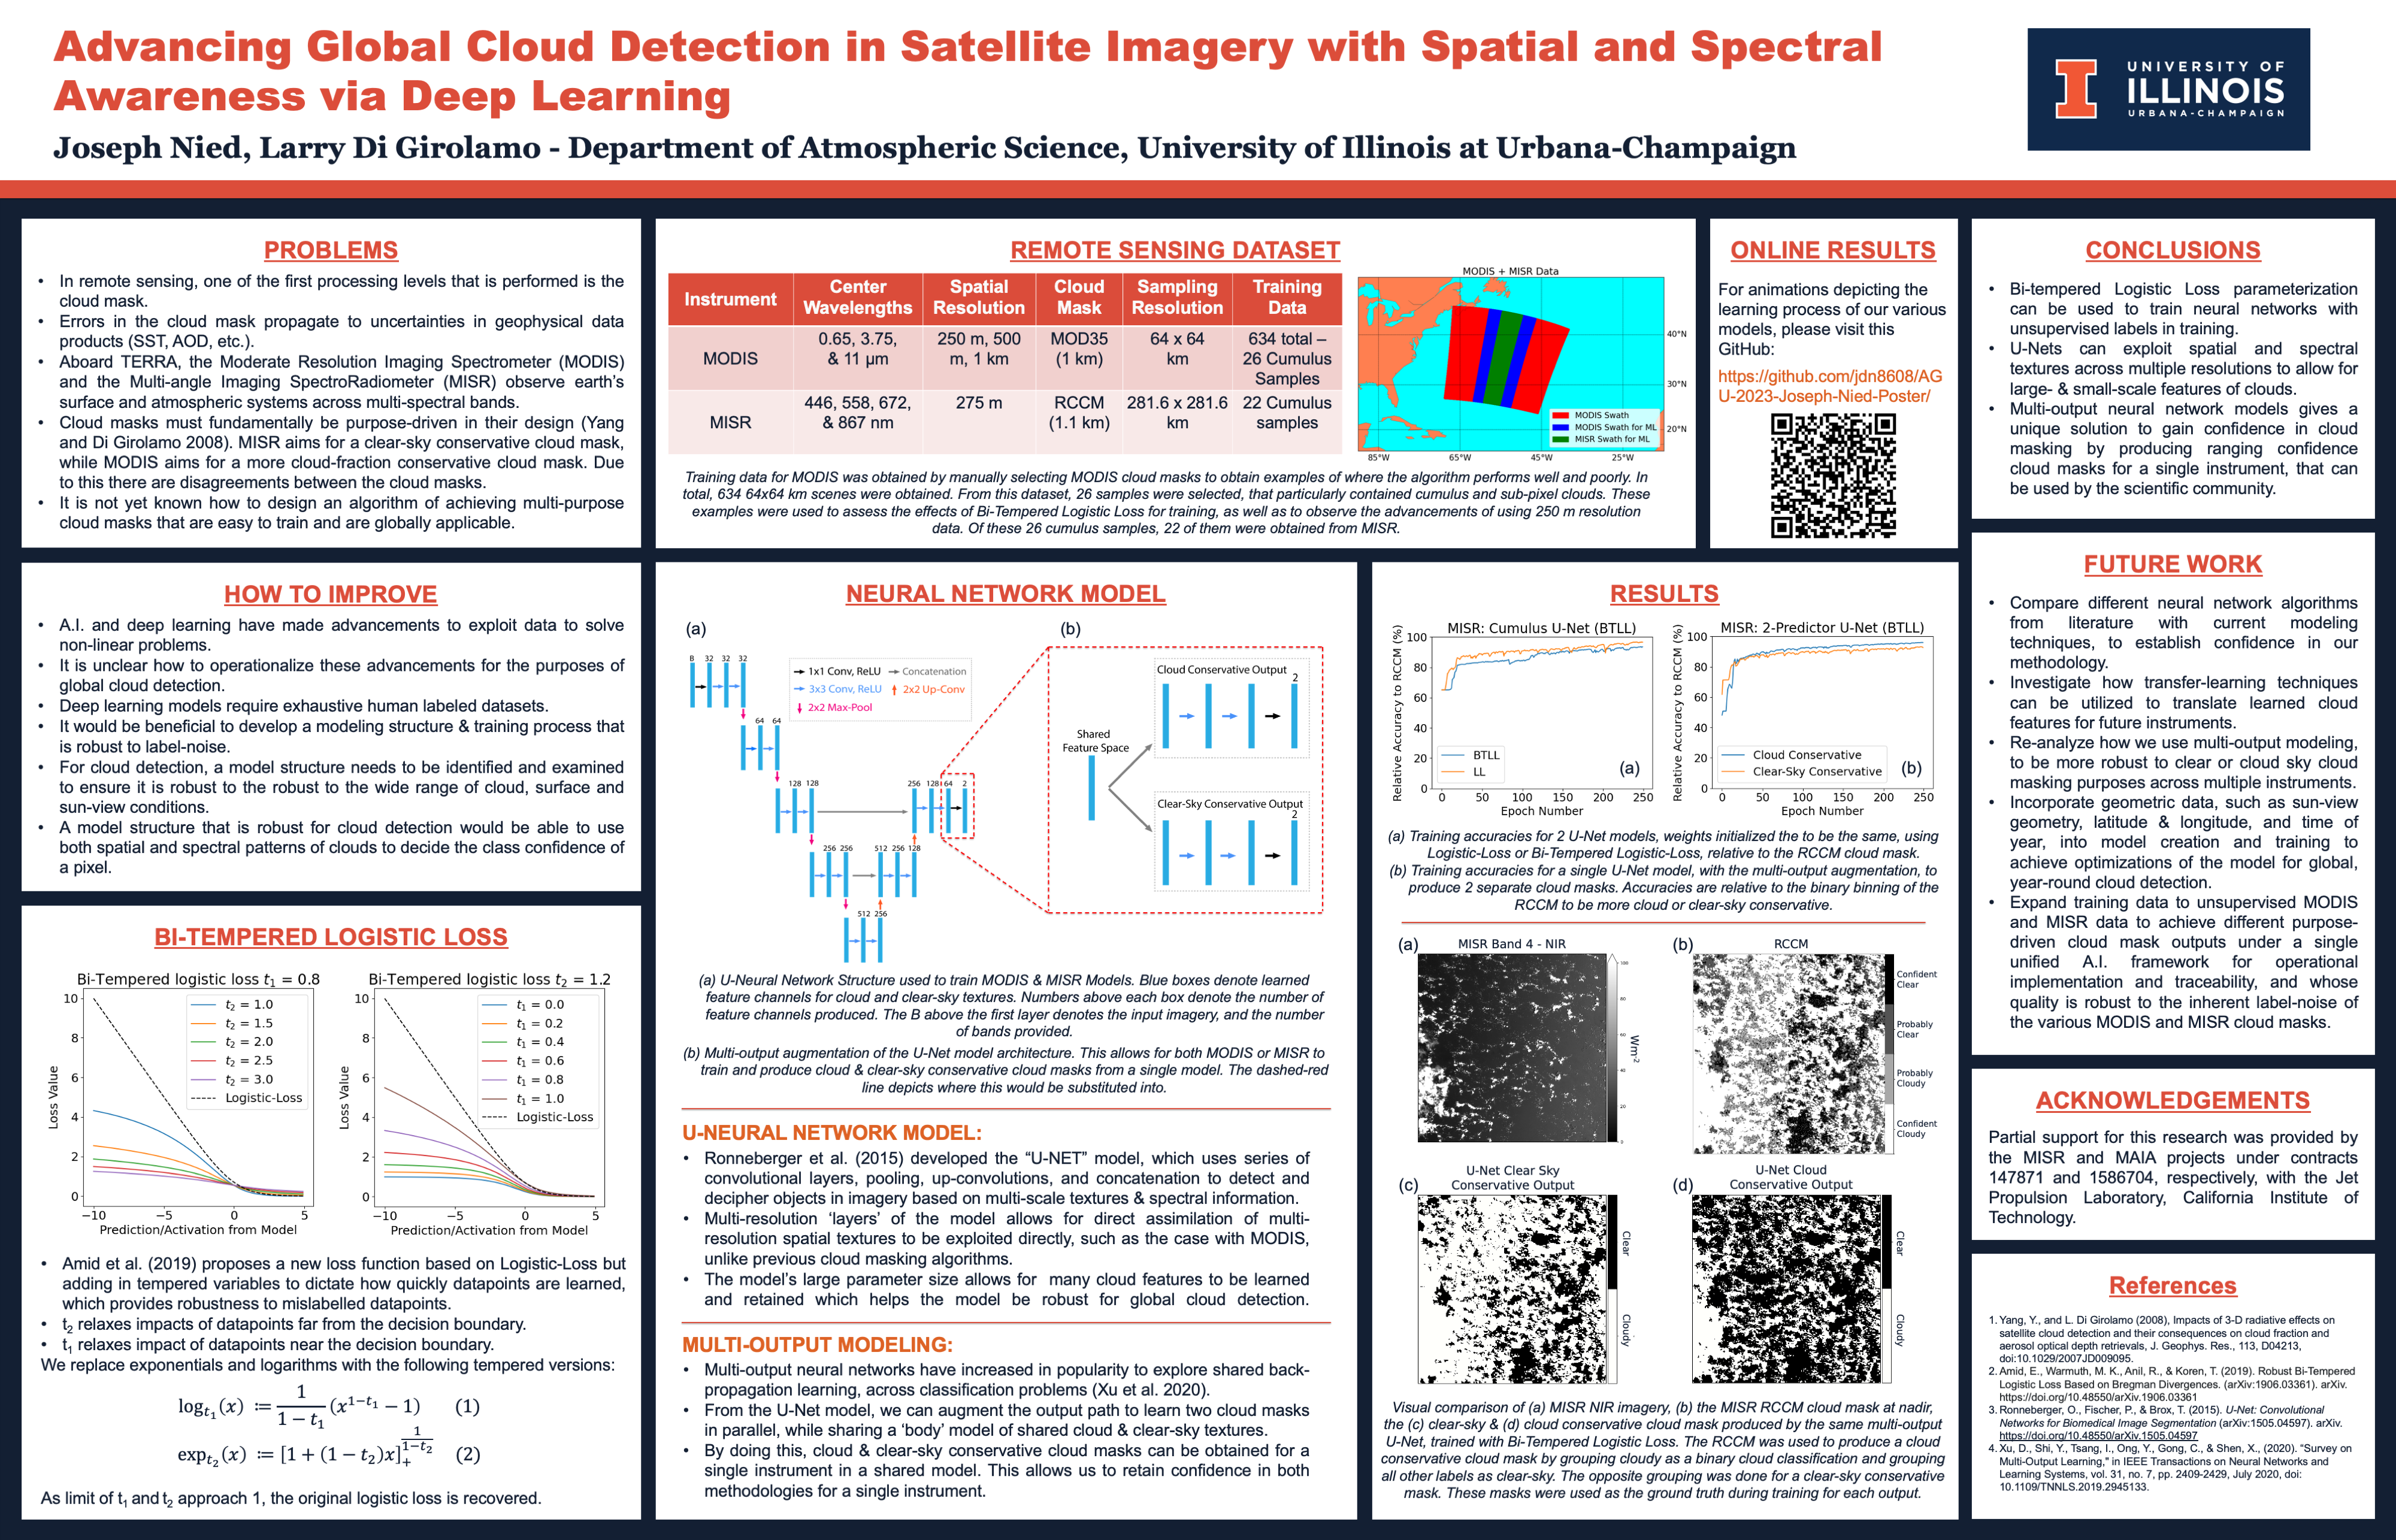 Advancing Global Cloud Detection in Satellite Imagery with Spatial and Spectral
Awareness via Deep Learning
Joseph Nied, Larry Di Girolamo - Department of Atmospheric Science, University of Illinois at Urbana-Champaign
UNIVERSITY OF
ILLINOIS
URBANA-CHAMPAIGN
PROBLEMS
• In remote sensing, one of the first processing levels that is performed is the
cloud mask.
• Errors in the cloud mask propagate to uncertainties in geophysical data
products (SST, AOD, etc.).
• Aboard TERRA, the Moderate Resolution Imaging Spectrometer (MODIS)
and the Multi-angle Imaging SpectroRadiometer (MISR) observe earth's
surface and atmospheric systems across multi-spectral bands.
• Cloud masks must fundamentally be purpose-driven in their design (Yang
and Di Girolamo 2008). MISR aims for a clear-sky conservative cloud mask,
while MODIS aims for a more cloud-fraction conservative cloud mask. Due
to this there are disagreements between the cloud masks.
• It is not yet known how to design an algorithm of achieving multi-purpose
cloud masks that are easy to train and are globally applicable.
HOW TO IMPROVE
• A.I. and deep learning have made advancements to exploit data to solve
non-linear problems.
• It is unclear how to operationalize these advancements for the purposes of
global cloud detection.
• Deep learning models require exhaustive human labeled datasets.
• It would be beneficial to develop a modeling structure & training process that
is robust to label-noise.
• For cloud detection, a model structure needs to be identified and examined
to ensure it is robust to the robust to the wide range of cloud, surface and
sun-view conditions.
• A model structure that is robust for cloud detection would be able to use
both spatial and spectral patterns of clouds to decide the class confidence of
a pixel.
BI-TEMPERED LOGISTIC LOSS
Bi-Tempered logistic loss t1 = 0.8
Loss Value
10
8
6
4
2
0
−10 −5 0 5
Prediction/Activation from Model
t2 = 1.0
t2 = 1.5
t2 = 2.0
t2 = 2.5
t2 = 3.0
Logistic-Loss
Bi-Tempered logistic loss t2 = 1.2
Loss Value
10
8
6
4
2
0
−10 −5 0 5
Prediction/Activation from Model
t1 = 0.0
t1 = 0.2
t1 = 0.4
t1 = 0.6
t1 = 0.8
t1 = 1.0
Logistic-Loss
• Amid et al. (2019) proposes a new loss function based on Logistic-Loss but
adding in tempered variables to dictate how quickly datapoints are learned,
which provides robustness to mislabelled datapoints.
• t2 relaxes impacts of datapoints far from the decision boundary.
• t1 relaxes impact of datapoints near the decision boundary.
We replace exponentials and logarithms with the following tempered versions:
log_t1(x) ≔ 1/(1 − t1) (x^(1−t1) − 1) (1)
exp_t2(x) ≔ [1 + (1 − t2)x]_+^(1/(1−t2)) (2)
As limit of t1 and t2 approach 1, the original logistic loss is recovered.
REMOTE SENSING DATASET
Instrument | Center Wavelengths | Spatial Resolution | Cloud Mask | Sampling Resolution | Training Data
MODIS | 0.65, 3.75, & 11 µm | 250 m, 500 m, 1 km | MOD35 (1 km) | 64 x 64 km | 634 total – 26 Cumulus Samples
MISR | 446, 558, 672, & 867 nm | 275 m | RCCM (1.1 km) | 281.6 x 281.6 km | 22 Cumulus samples
MODIS + MISR Data
40°N
30°N
20°N
85°W 65°W 45°W 25°W
MODIS Swath
MODIS Swath for ML
MISR Swath for ML
Training data for MODIS was obtained by manually selecting MODIS cloud masks to obtain examples of where the algorithm performs well and poorly. In
total, 634 64x64 km scenes were obtained. From this dataset, 26 samples were selected, that particularly contained cumulus and sub-pixel clouds. These
examples were used to assess the effects of Bi-Tempered Logistic Loss for training, as well as to observe the advancements of using 250 m resolution
data. Of these 26 cumulus samples, 22 of them were obtained from MISR.
NEURAL NETWORK MODEL
(a)
B 32 32 32
64 64
128 128
256 256
512 256
512 256 128
256 128 64 2
1x1 Conv, ReLU
3x3 Conv, ReLU
2x2 Max-Pool
Concatenation
2x2 Up-Conv
(b)
Shared
Feature Space
Cloud Conservative Output
2
Clear-Sky Conservative Output
2
(a) U-Neural Network Structure used to train MODIS & MISR Models. Blue boxes denote learned
feature channels for cloud and clear-sky textures. Numbers above each box denote the number of
feature channels produced. The B above the first layer denotes the input imagery, and the number
of bands provided.
(b) Multi-output augmentation of the U-Net model architecture. This allows for both MODIS or MISR to
train and produce cloud & clear-sky conservative cloud masks from a single model. The dashed-red
line depicts where this would be substituted into.
U-NEURAL NETWORK MODEL:
• Ronneberger et al. (2015) developed the “U-NET” model, which uses series of
convolutional layers, pooling, up-convolutions, and concatenation to detect and
decipher objects in imagery based on multi-scale textures & spectral information.
• Multi-resolution ‘layers’ of the model allows for direct assimilation of multi-
resolution spatial textures to be exploited directly, such as the case with MODIS,
unlike previous cloud masking algorithms.
• The model's large parameter size allows for many cloud features to be learned
and retained which helps the model be robust for global cloud detection.
MULTI-OUTPUT MODELING:
• Multi-output neural networks have increased in popularity to explore shared back-
propagation learning, across classification problems (Xu et al. 2020).
• From the U-Net model, we can augment the output path to learn two cloud masks
in parallel, while sharing a ‘body’ model of shared cloud & clear-sky textures.
• By doing this, cloud & clear-sky conservative cloud masks can be obtained for a
single instrument in a shared model. This allows us to retain confidence in both
methodologies for a single instrument.
ONLINE RESULTS
For animations depicting the
learning process of our various
models, please visit this
GitHub:
https://github.com/jdn8608/AG
U-2023-Joseph-Nied-Poster/
RESULTS
MISR: Cumulus U-Net (BTLL)
Relative Accuracy to RCCM (%)
100
80
60
40
20
0
0 50 100 150 200 250
Epoch Number
BTLL
LL
(a)
MISR: 2-Predictor U-Net (BTLL)
Relative Accuracy to RCCM (%)
100
80
60
40
20
0
0 50 100 150 200 250
Epoch Number
Cloud Conservative
Clear-Sky Conservative
(b)
(a) Training accuracies for 2 U-Net models, weights initialized the to be the same, using
Logistic-Loss or Bi-Tempered Logistic-Loss, relative to the RCCM cloud mask.
(b) Training accuracies for a single U-Net model, with the multi-output augmentation, to
produce 2 separate cloud masks. Accuracies are relative to the binary binning of the
RCCM to be more cloud or clear-sky conservative.
(a) MISR Band 4 - NIR
100
80
60
40
20
Wm-2
(b) RCCM
Confident
Clear
Probably
Clear
Probably
Cloudy
Confident
Cloudy
(c) U-Net Clear Sky
Conservative Output
Clear
Cloudy
(d) U-Net Cloud
Conservative Output
Clear
Cloudy
Visual comparison of (a) MISR NIR imagery, (b) the MISR RCCM cloud mask at nadir,
the (c) clear-sky & (d) cloud conservative cloud mask produced by the same multi-output
U-Net, trained with Bi-Tempered Logistic Loss. The RCCM was used to produce a cloud
conservative cloud mask by grouping cloudy as a binary cloud classification and grouping
all other labels as clear-sky. The opposite grouping was done for a clear-sky conservative
mask. These masks were used as the ground truth during training for each output.
CONCLUSIONS
• Bi-tempered Logistic Loss parameterization
can be used to train neural networks with
unsupervised labels in training.
• U-Nets can exploit spatial and spectral
textures across multiple resolutions to allow for
large- & small-scale features of clouds.
• Multi-output neural network models gives a
unique solution to gain confidence in cloud
masking by producing ranging confidence
cloud masks for a single instrument, that can
be used by the scientific community.
FUTURE WORK
• Compare different neural network algorithms
from literature with current modeling
techniques, to establish confidence in our
methodology.
• Investigate how transfer-learning techniques
can be utilized to translate learned cloud
features for future instruments.
• Re-analyze how we use multi-output modeling,
to be more robust to clear or cloud sky cloud
masking purposes across multiple instruments.
• Incorporate geometric data, such as sun-view
geometry, latitude & longitude, and time of
year, into model creation and training to
achieve optimizations of the model for global,
year-round cloud detection.
• Expand training data to unsupervised MODIS
and MISR data to achieve different purpose-
driven cloud mask outputs under a single
unified A.I. framework for operational
implementation and traceability, and whose
quality is robust to the inherent label-noise of
the various MODIS and MISR cloud masks.
ACKNOWLEDGEMENTS
Partial support for this research was provided by
the MISR and MAIA projects under contracts
147871 and 1586704, respectively, with the Jet
Propulsion Laboratory, California Institute of
Technology.
References
1. Yang, Y., and L. Di Girolamo (2008), Impacts of 3-D radiative effects on
satellite cloud detection and their consequences on cloud fraction and
aerosol optical depth retrievals, J. Geophys. Res., 113, D04213,
doi:10.1029/2007JD009095.
2. Amid, E., Warmuth, M. K., Anil, R., & Koren, T. (2019). Robust Bi-Tempered
Logistic Loss Based on Bregman Divergences. (arXiv:1906.03361). arXiv.
https://doi.org/10.48550/arXiv.1906.03361
3. Ronneberger, O., Fischer, P., & Brox, T. (2015). U-Net: Convolutional
Networks for Biomedical Image Segmentation (arXiv:1505.04597). arXiv.
https://doi.org/10.48550/arXiv.1505.04597
4. Xu, D., Shi, Y., Tsang, I., Ong, Y., Gong, C., & Shen, X., (2020). "Survey on
Multi-Output Learning," in IEEE Transactions on Neural Networks and
Learning Systems, vol. 31, no. 7, pp. 2409-2429, July 2020, doi:
10.1109/TNNLS.2019.2945133.